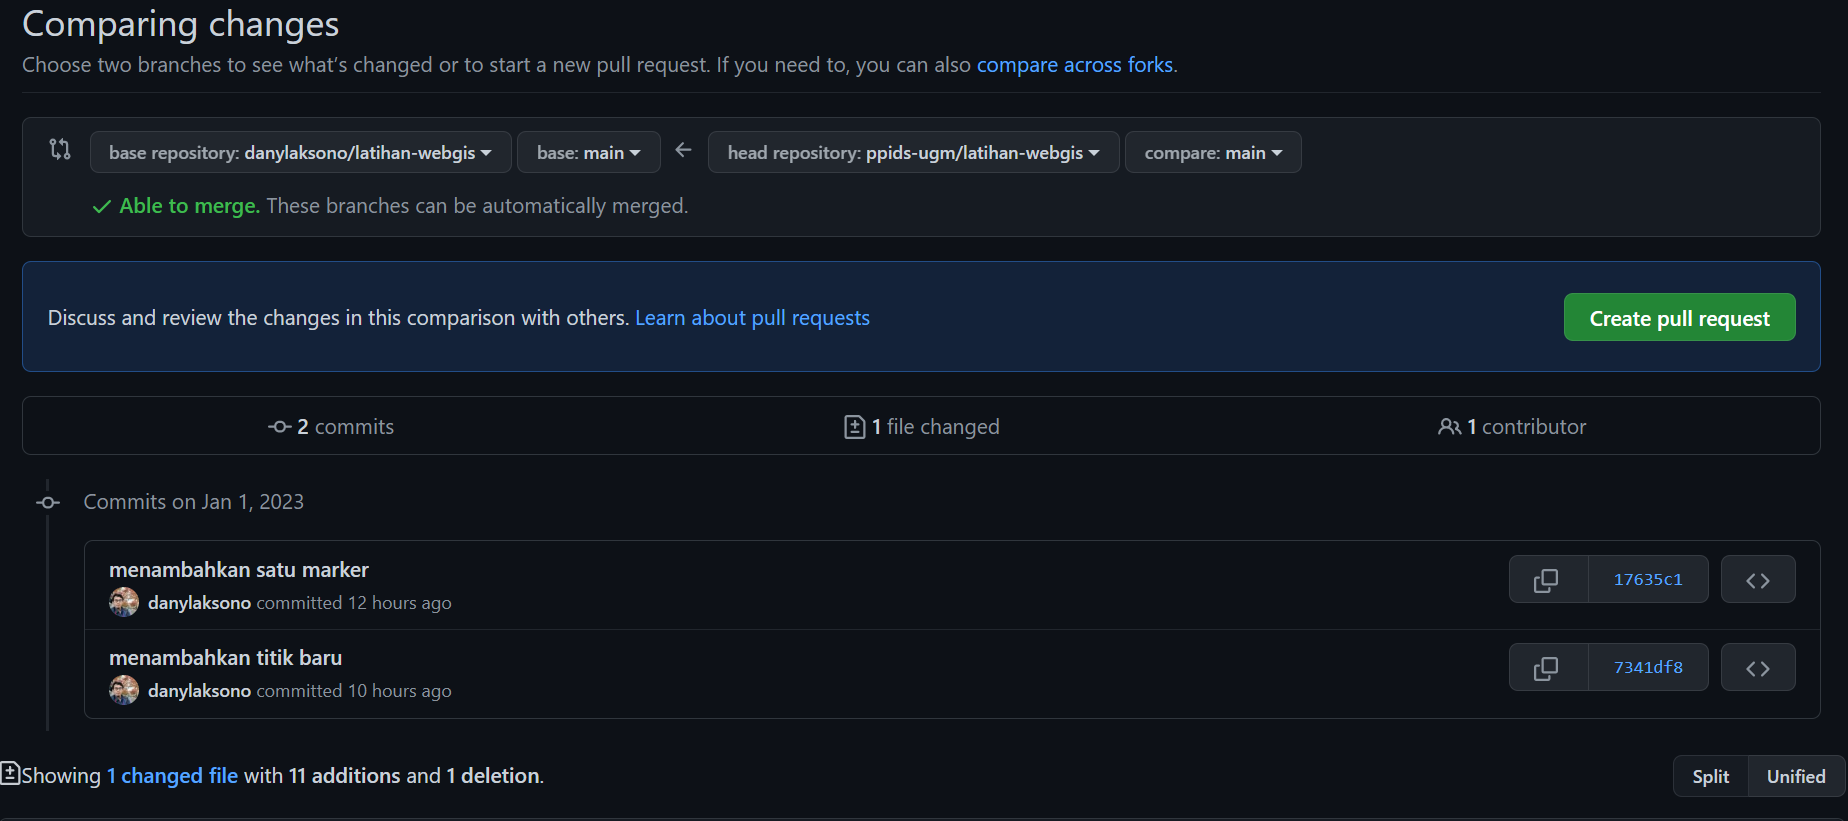 Comparing changes
Choose two branches to see what's changed or to start a new pull request. If you need to, you can also compare across forks.
base repository: danylaksono/latihan-webgis base: main head repository: ppids-ugm/latihan-webgis compare: main
Able to merge. These branches can be automatically merged.
Discuss and review the changes in this comparison with others. Learn about pull requests Create pull request
2 commits 1 file changed 1 contributor
Commits on Jan 1, 2023
menambahkan satu marker
danylaksono committed 12 hours ago 17635c1
menambahkan titik baru
danylaksono committed 10 hours ago 7341df8
Showing 1 changed file with 11 additions and 1 deletion. Split Unified